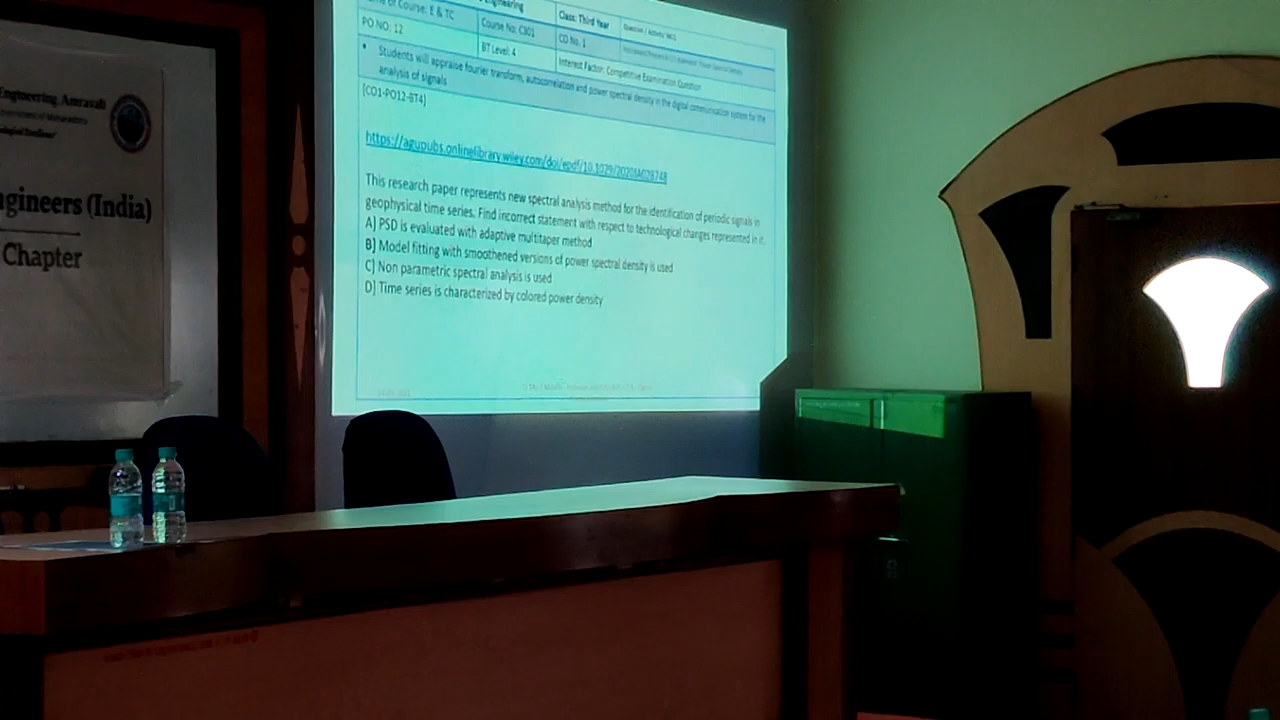 Engineering, Amravati
Government of Maharashtra
ngineers (India)
Chapter
Engineering
Course: E & TC
Course No: C301
Class: Third Year
PO NO: 12
BT Level: 4
CO No. 1
Interest Factor: Competitive Examination Question
• Students will appraise fourier transform, autocorrelation and power spectral density in the digital communication system for the
analysis of signals
[CO1-PO12-BT4]
https://agupubs.onlinelibrary.wiley.com/doi/epdf/10.1029/2020JA028748
This research paper represents new spectral analysis method for the identification of periodic signals in
geophysical time series. Find incorrect statement with respect to technological changes represented in it.
A] PSD is evaluated with adaptive multitaper method
B] Model fitting with smoothened versions of power spectral density is used
C] Non parametric spectral analysis is used
D] Time series is characterized by colored power density